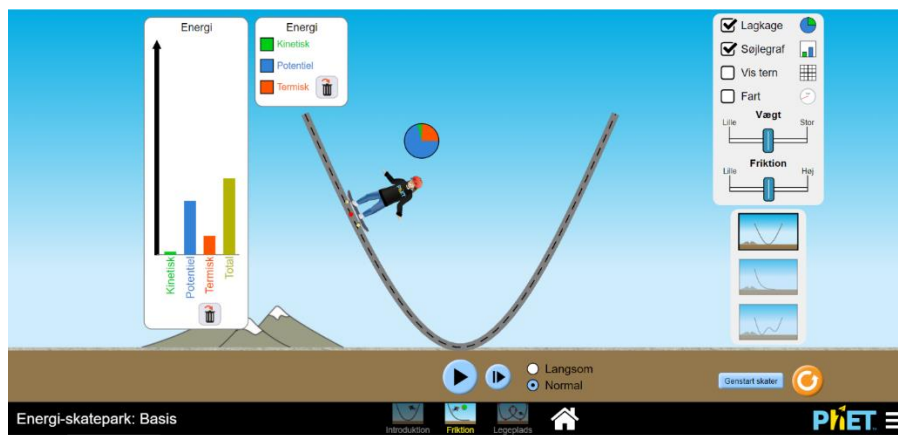 Energi
Kinetisk
Potentiel
Termisk
Total
Energi
Kinetisk
Potentiel
Termisk
Lagkage
Søjlegraf
Vis tern
Fart
Vægt
Lille
Stor
Friktion
Lille
Høj
Langsom
Normal
Genstart skater
Energi-skatepark: Basis
Introduktion
Friktion
Legeplads
PhET